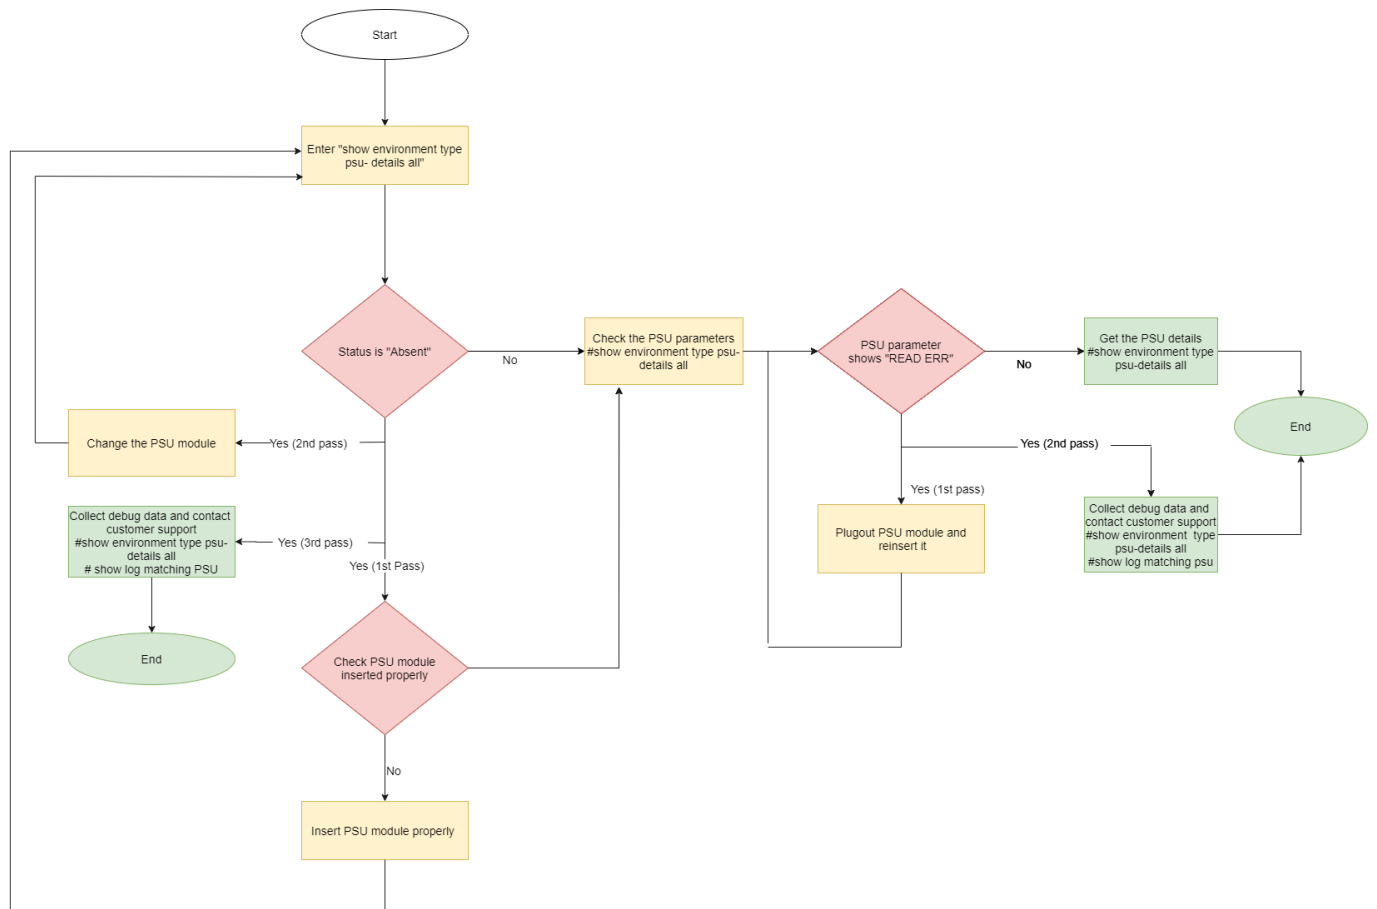 Start
Enter "show environment type
psu- details all"
Status is "Absent"
No
Check the PSU parameters
#show environment type psu-
details all
PSU parameter
shows "READ ERR"
No
Get the PSU details
#show environment type
psu-details all
End
Change the PSU module
Yes (2nd pass)
Yes (2nd pass)
Yes (1st pass)
Collect debug data and contact
customer support
#show environment type psu-
details all
# show log matching PSU
Yes (3rd pass)
Yes (1st Pass)
Plugout PSU module and
reinsert it
Collect debug data and
contact customer support
#show environment  type
psu-details all
#show log matching psu
End
Check PSU module
inserted properly
No
Insert PSU module properly